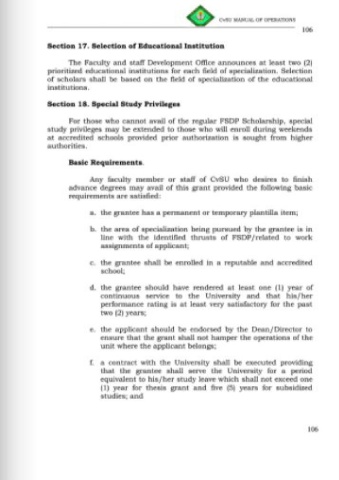 CvSU MANUAL OF OPERATIONS
106
Section 17. Selection of Educational Institution
The Faculty and staff Development Office announces at least two (2)
prioritized educational institutions for each field of specialization. Selection
of scholars shall be based on the field of specialization of the educational
institutions.
Section 18. Special Study Privileges
For those who cannot avail of the regular FSDP Scholarship, special
study privileges may be extended to those who will enroll during weekends
at accredited schools provided prior authorization is sought from higher
authorities.
Basic Requirements.
Any faculty member or staff of CvSU who desires to finish
advance degrees may avail of this grant provided the following basic
requirements are satisfied:
a. the grantee has a permanent or temporary plantilla item;
b. the area of specialization being pursued by the grantee is in
line with the identified thrusts of FSDP/related to work
assignments of applicant;
c. the grantee shall be enrolled in a reputable and accredited
school;
d. the grantee should have rendered at least one (1) year of
continuous service to the University and that his/her
performance rating is at least very satisfactory for the past
two (2) years;
e. the applicant should be endorsed by the Dean/Director to
ensure that the grant shall not hamper the operations of the
unit where the applicant belongs;
f. a contract with the University shall be executed providing
that the grantee shall serve the University for a period
equivalent to his/her study leave which shall not exceed one
(1) year for thesis grant and five (5) years for subsidized
studies; and
106